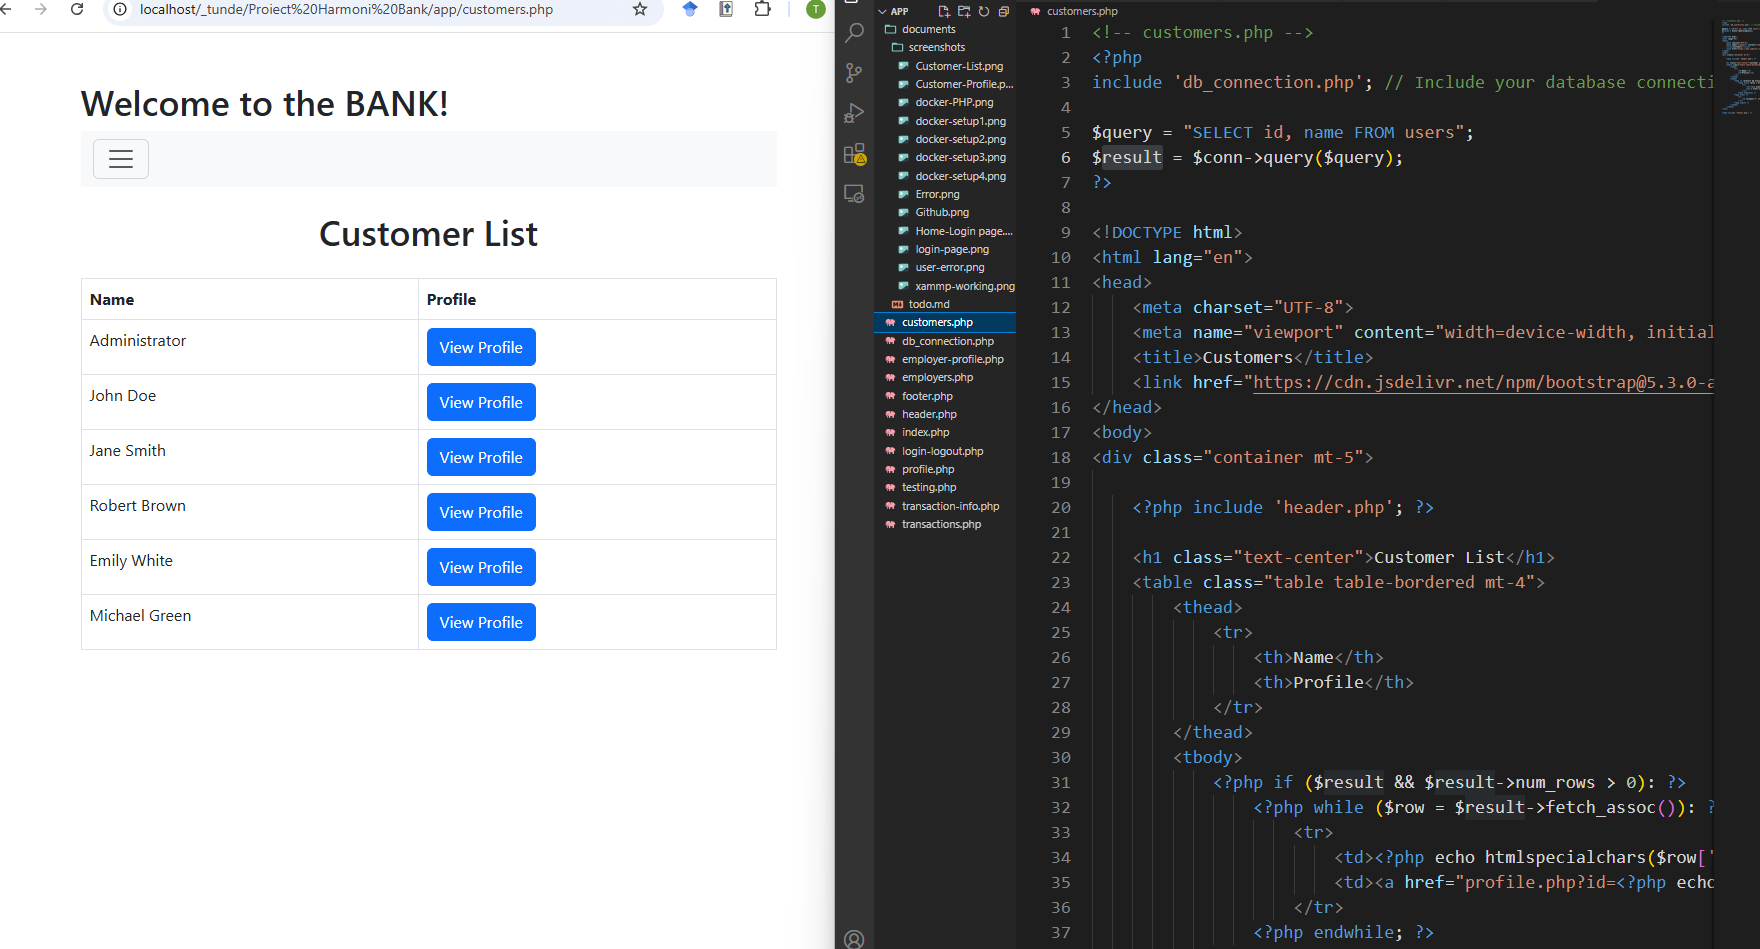 localhost/_tunde/Project%20Harmoni%20Bank/app/customers.php
T
Welcome to the BANK!
Customer List
Name Profile
Administrator View Profile
John Doe View Profile
Jane Smith View Profile
Robert Brown View Profile
Emily White View Profile
Michael Green View Profile
APP
documents
screenshots
Customer-List.png
Customer-Profile.p...
docker-PHP.png
docker-setup1.png
docker-setup2.png
docker-setup3.png
docker-setup4.png
Error.png
Github.png
Home-Login page....
login-page.png
user-error.png
xammp-working.png
todo.md
customers.php
db_connection.php
employer-profile.php
employers.php
footer.php
header.php
index.php
login-logout.php
profile.php
testing.php
transaction-info.php
transactions.php
customers.php
1 <!-- customers.php -->
2 <?php
3 include 'db_connection.php'; // Include your database connecti
4
5 $query = "SELECT id, name FROM users";
6 $result = $conn->query($query);
7 ?>
8
9 <!DOCTYPE html>
10 <html lang="en">
11 <head>
12 <meta charset="UTF-8">
13 <meta name="viewport" content="width=device-width, initial
14 <title>Customers</title>
15 <link href="https://cdn.jsdelivr.net/npm/bootstrap@5.3.0-a
16 </head>
17 <body>
18 <div class="container mt-5">
19
20 <?php include 'header.php'; ?>
21
22 <h1 class="text-center">Customer List</h1>
23 <table class="table table-bordered mt-4">
24 <thead>
25 <tr>
26 <th>Name</th>
27 <th>Profile</th>
28 </tr>
29 </thead>
30 <tbody>
31 <?php if ($result && $result->num_rows > 0): ?>
32 <?php while ($row = $result->fetch_assoc()): ?
33 <tr>
34 <td><?php echo htmlspecialchars($row['
35 <td><a href="profile.php?id=<?php echo
36 </tr>
37 <?php endwhile; ?>